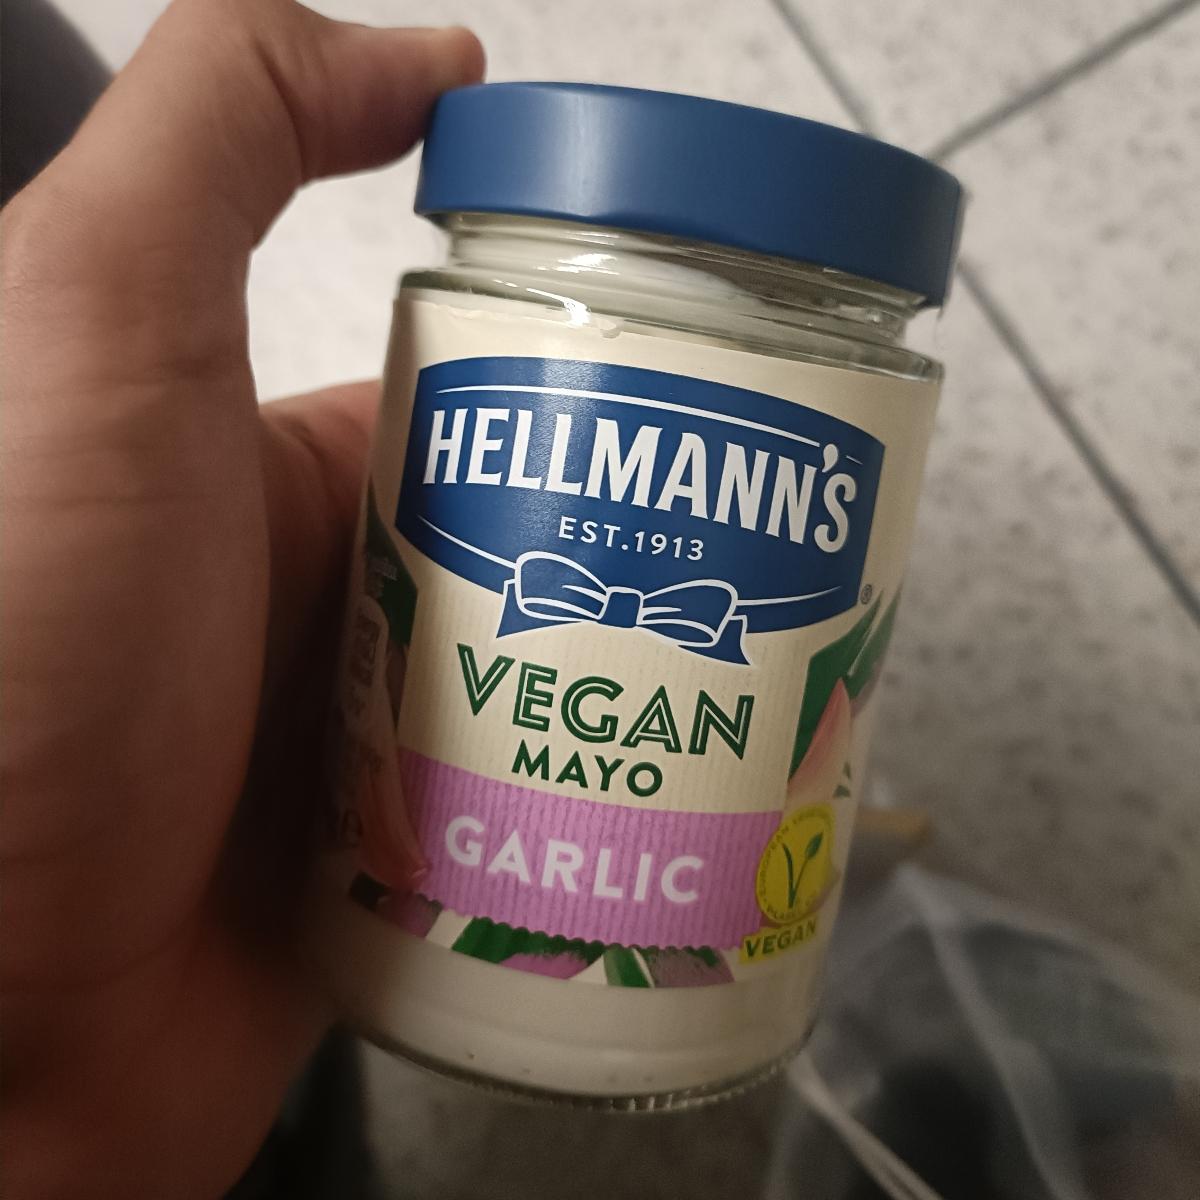 HELLMANN'S
EST.1913
®
VEGAN
MAYO
GARLIC
VEGAN